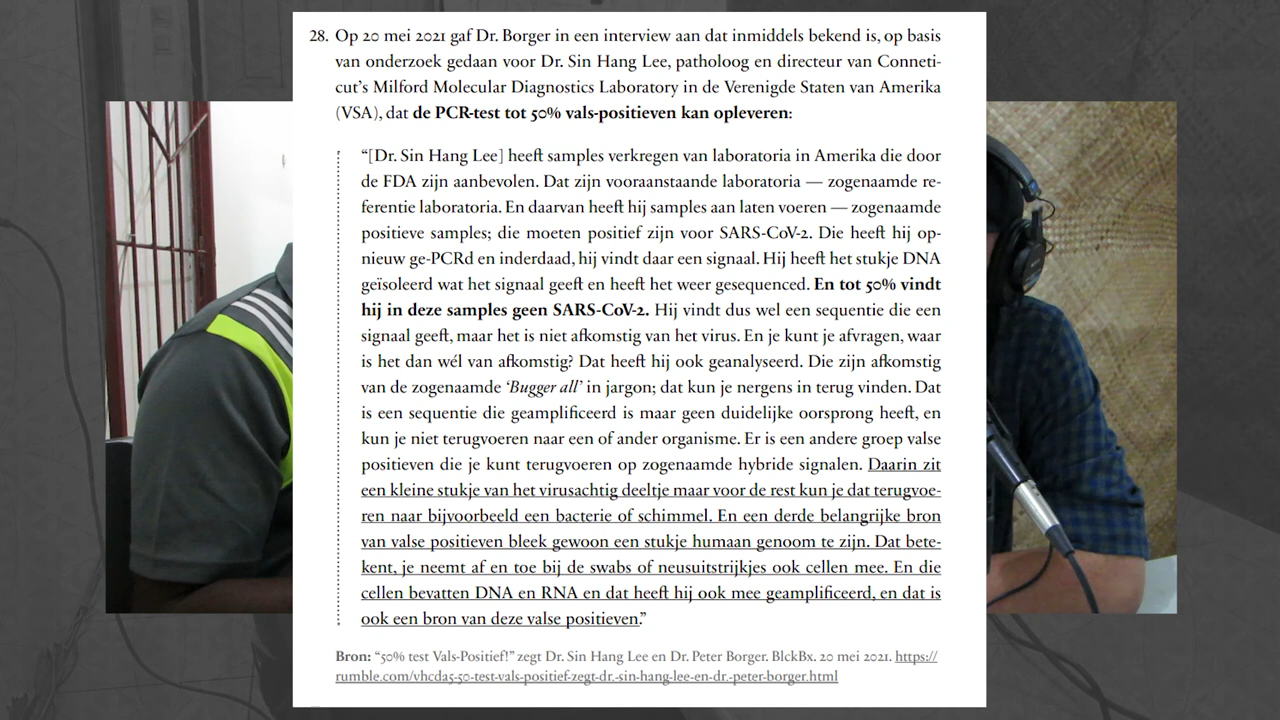 28. Op 20 mei 2021 gaf Dr. Borger in een interview aan dat inmiddels bekend is, op basis
van onderzoek gedaan voor Dr. Sin Hang Lee, patholoog en directeur van Conneti-
cut’s Milford Molecular Diagnostics Laboratory in de Verenigde Staten van Amerika
(VSA), dat de PCR-test tot 50% vals-positieven kan opleveren:
“[Dr. Sin Hang Lee] heeft samples verkregen van laboratoria in Amerika die door
de FDA zijn aanbevolen. Dat zijn vooraanstaande laboratoria — zogenaamde re-
ferentie laboratoria. En daarvan heeft hij samples aan laten voeren — zogenaamde
positieve samples; die moeten positief zijn voor SARS-CoV-2. Die heeft hij op-
nieuw ge-PCRd en inderdaad, hij vindt daar een signaal. Hij heeft het stukje DNA
geïsoleerd wat het signaal geeft en heeft het weer gesequenced. En tot 50% vindt
hij in deze samples geen SARS-CoV-2. Hij vindt dus wel een sequentie die een
signaal geeft, maar het is niet afkomstig van het virus. En je kunt je afvragen, waar
is het dan wél van afkomstig? Dat heeft hij ook geanalyseerd. Die zijn afkomstig
van de zogenaamde ‘Bugger all’ in jargon; dat kun je nergens in terug vinden. Dat
is een sequentie die geamplificeerd is maar geen duidelijke oorsprong heeft, en
kun je niet terugvoeren naar een of ander organisme. Er is een andere groep valse
positieven die je kunt terugvoeren op zogenaamde hybride signalen. Daarin zit
een kleine stukje van het virusachtig deeltje maar voor de rest kun je dat terugvoe-
ren naar bijvoorbeeld een bacterie of schimmel. En een derde belangrijke bron
van valse positieven bleek gewoon een stukje humaan genoom te zijn. Dat bete-
kent, je neemt af en toe bij de swabs of neusuitstrijkjes ook cellen mee. En die
cellen bevatten DNA en RNA en dat heeft hij ook mee geamplificeerd, en dat is
ook een bron van deze valse positieven.”
Bron: “50% test Vals-Positief!” zegt Dr. Sin Hang Lee en Dr. Peter Borger. BlckBx. 20 mei 2021. https://
rumble.com/vhcda5-50-test-vals-positief-zegt-dr.-sin-hang-lee-en-dr.-peter-borger.html